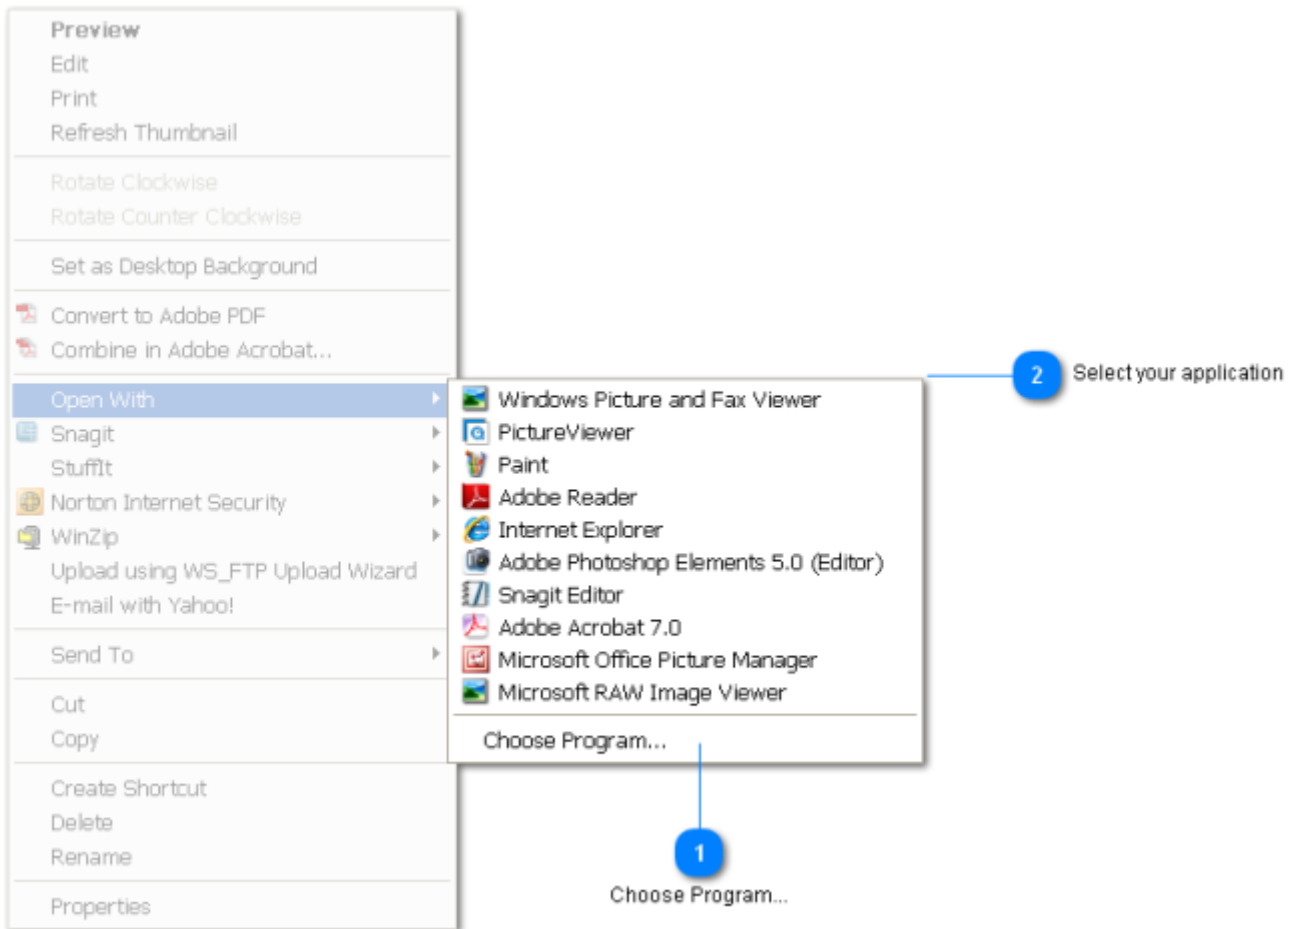 Preview
Edit
Print
Refresh Thumbnail
Rotate Clockwise
Rotate Counter Clockwise
Set as Desktop Background
Convert to Adobe PDF
Combine in Adobe Acrobat...
Open With
Snagit
StuffIt
Norton Internet Security
WinZip
Upload using WS_FTP Upload Wizard
E-mail with Yahoo!
Send To
Cut
Copy
Create Shortcut
Delete
Rename
Properties
Windows Picture and Fax Viewer
PictureViewer
Paint
Adobe Reader
Internet Explorer
Adobe Photoshop Elements 5.0 (Editor)
Snagit Editor
Adobe Acrobat 7.0
Microsoft Office Picture Manager
Microsoft RAW Image Viewer
Choose Program...
2 Select your application
1
Choose Program...